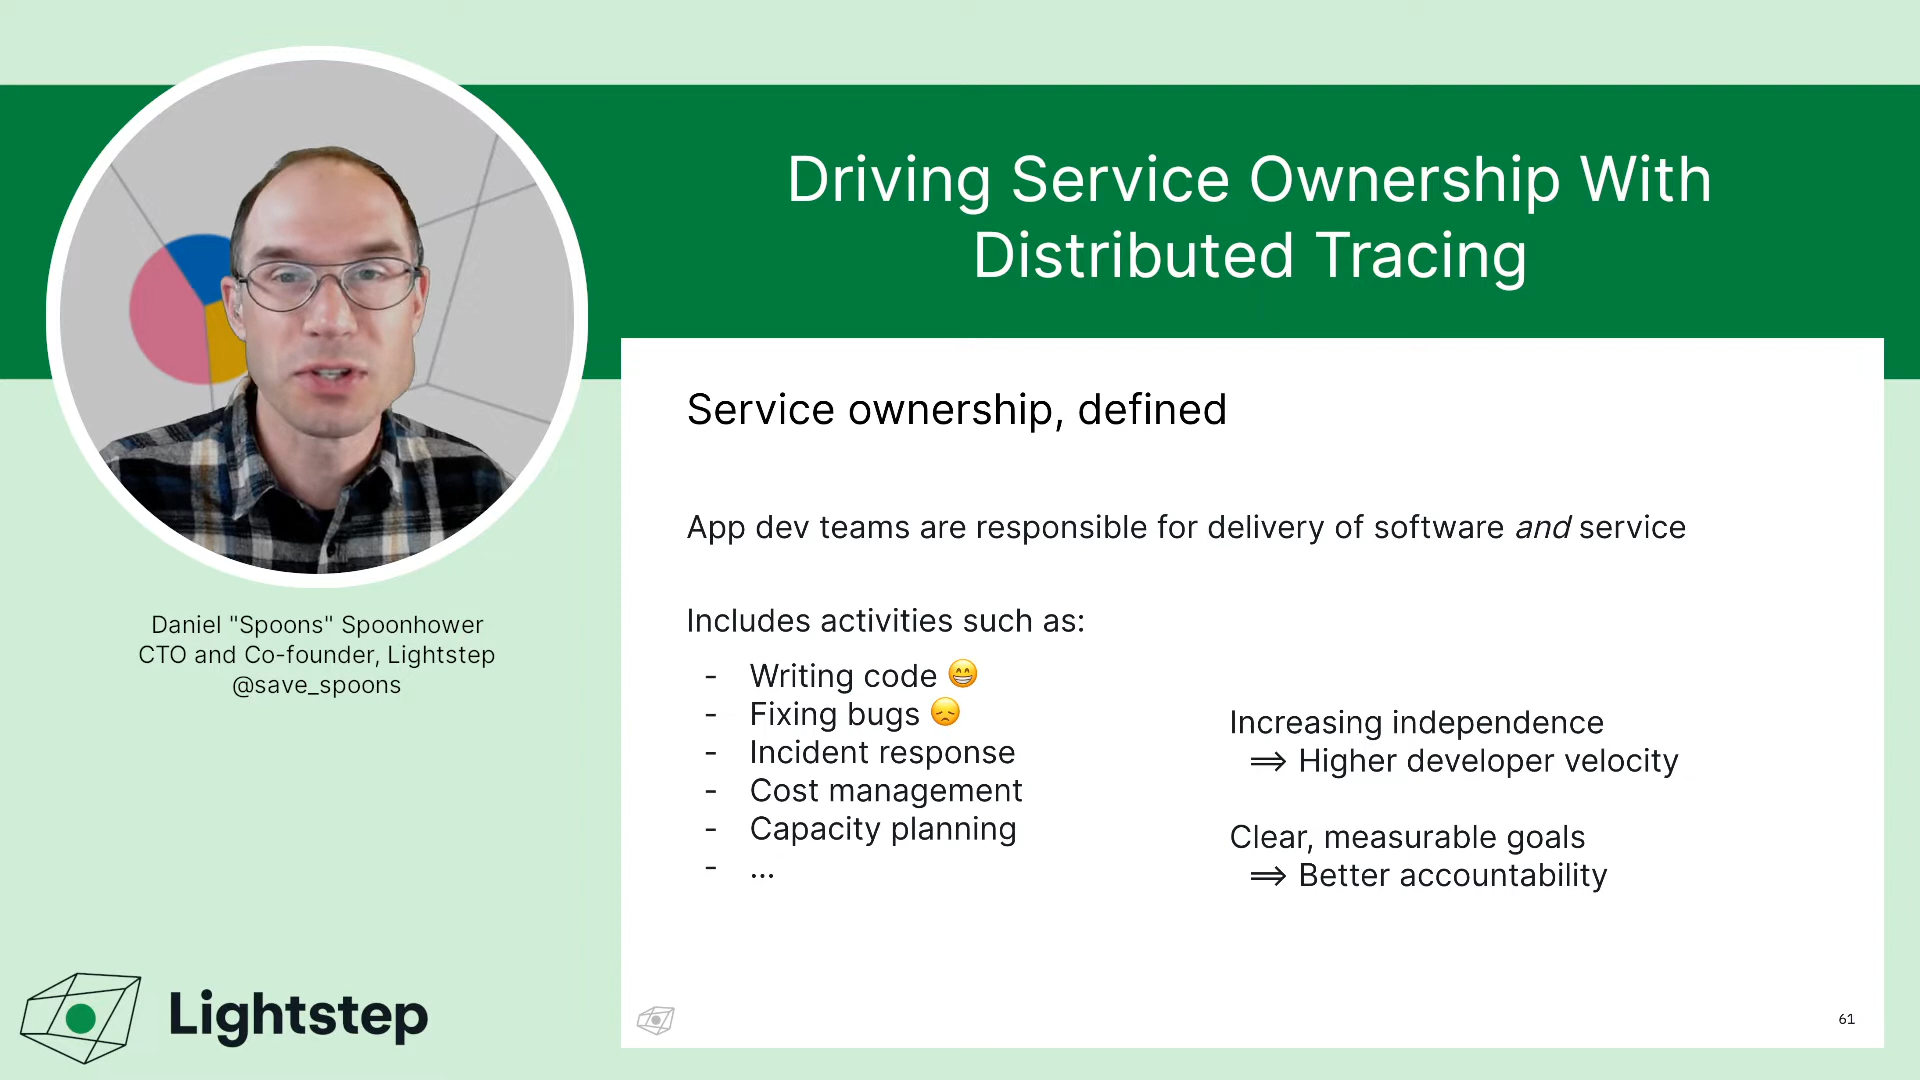 Driving Service Ownership With
Distributed Tracing
Daniel "Spoons" Spoonhower
CTO and Co-founder, Lightstep
@save_spoons
Service ownership, defined
App dev teams are responsible for delivery of software and service
Includes activities such as:
- Writing code 😁
- Fixing bugs 😞
- Incident response
- Cost management
- Capacity planning
- ...
Increasing independence
⟹ Higher developer velocity
Clear, measurable goals
⟹ Better accountability
Lightstep
61